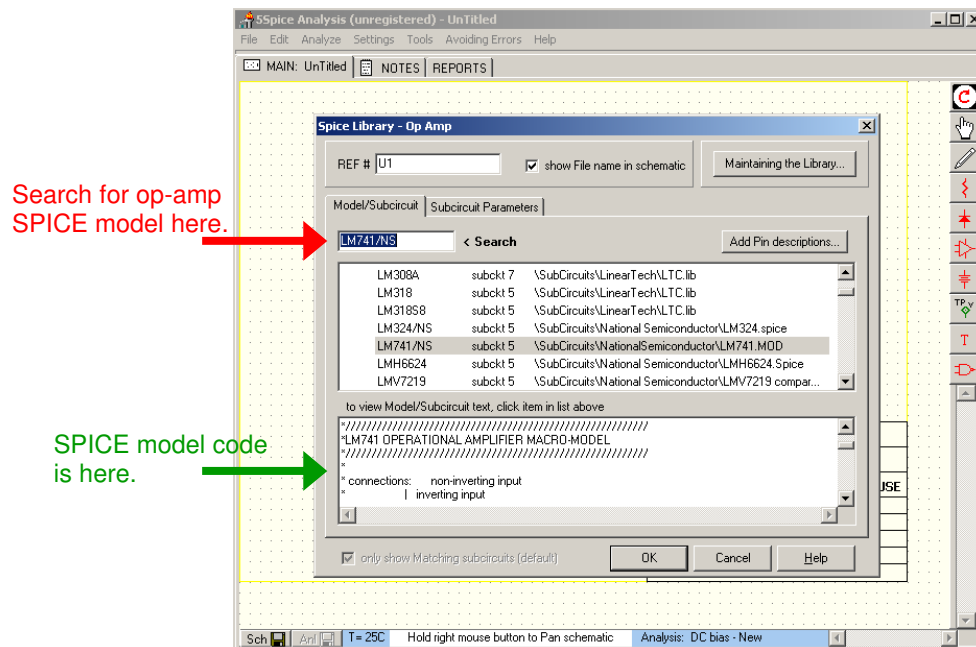 5Spice Analysis (unregistered) - UnTitled
File Edit Analyze Settings Tools Avoiding Errors Help
MAIN: UnTitled NOTES REPORTS
Spice Library - Op Amp
REF # U1 show File name in schematic Maintaining the Library...
Model/Subcircuit Subcircuit Parameters
Search for op-amp
SPICE model here.
LM741/NS < Search Add Pin descriptions...
LM308A subckt 7 \SubCircuits\LinearTech\LTC.lib
LM318 subckt 5 \SubCircuits\LinearTech\LTC.lib
LM318S8 subckt 5 \SubCircuits\LinearTech\LTC.lib
LM324/NS subckt 5 \SubCircuits\National Semiconductor\LM324.spice
LM741/NS subckt 5 \SubCircuits\NationalSemiconductor\LM741.MOD
LMH6624 subckt 5 \SubCircuits\National Semiconductor\LMH6624.Spice
LMV7219 subckt 5 \SubCircuits\National Semiconductor\LMV7219 compar...
to view Model/Subcircuit text, click item in list above
*//////////////////////////////////////////////////////////////////////
*LM741 OPERATIONAL AMPLIFIER MACRO-MODEL
*//////////////////////////////////////////////////////////////////////
*
* connections: non-inverting input
* | inverting input
SPICE model code
is here.
USE
only show Matching subcircuits (default) OK Cancel Help
TP V
T
Sch Anl T= 25C Hold right mouse button to Pan schematic Analysis: DC bias - New